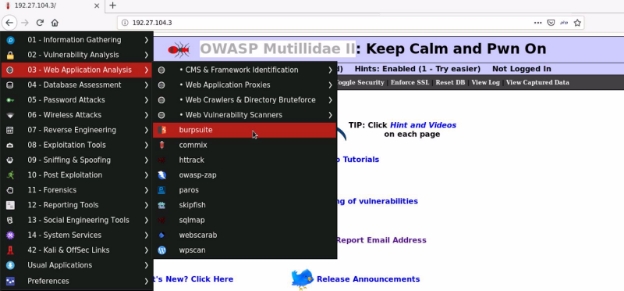 192.27.104.3/
192.27.104.3
OWASP Mutillidae II: Keep Calm and Pwn On
Hints: Enabled (1 - Try easier) Not Logged In
Toggle Security Enforce SSL Reset DB View Log View Captured Data
01 - Information Gathering
02 - Vulnerability Analysis
03 - Web Application Analysis
04 - Database Assessment
05 - Password Attacks
06 - Wireless Attacks
07 - Reverse Engineering
08 - Exploitation Tools
09 - Sniffing & Spoofing
10 - Post Exploitation
11 - Forensics
12 - Reporting Tools
13 - Social Engineering Tools
14 - System Services
42 - Kali & OffSec Links
Usual Applications
Preferences
• CMS & Framework Identification
• Web Application Proxies
• Web Crawlers & Directory Bruteforce
• Web Vulnerability Scanners
burpsuite
commix
httrack
owasp-zap
paros
skipfish
sqlmap
webscarab
wpscan
TIP: Click Hint and Videos
on each page
Tutorials
ng of vulnerabilities
Report Email Address
t's New? Click Here
Release Announcements